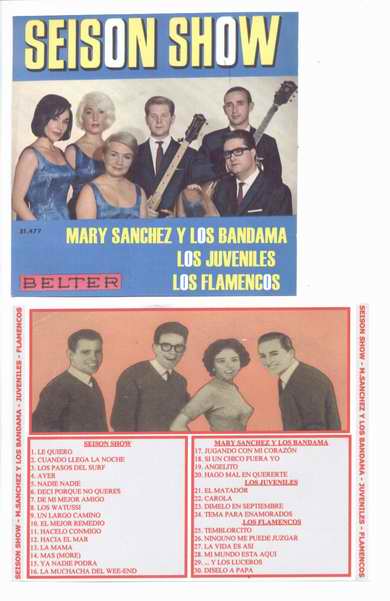 SEISON SHOW
51.477
MARY SANCHEZ Y LOS BANDAMA
LOS JUVENILES
LOS FLAMENCOS
BELTER
SEISON SHOW - M.SANCHEZ Y LOS BANDAMA - JUVENILES - FLAMENCOS
SEISON SHOW
1. LE QUIERO
2. CUANDO LLEGA LA NOCHE
3. LOS PASOS DEL SURF
4. AYER
5. NADIE NADIE
6. DECI PORQUE NO QUERES
7. DE MI MEJOR AMIGO
8. LOS WATUSSI
9. UN LARGO CAMINO
10. EL MEJOR REMEDIO
11. HACELO CONMIGO
12. HACIA EL MAR
13. LA MAMA
14. MAS (MORE)
15. YA NADIE PODRA
16. LA MUCHACHA DEL WEE-END
MARY SANCHEZ Y LOS BANDAMA
17. JUGANDO CON MI CORAZÓN
18. SI UN CHICO FUERA YO
19. ANGELITO
20. HAGO MAL EN QUERERTE
LOS JUVENILES
21. EL MATADOR
22. CAROLA
23. DIMELO EN SEPTIEMBRE
24. TEMA PARA ENAMORADOS
LOS FLAMENCOS
25. TEMBLORCITO
26. NINGUNO ME PUEDE JUZGAR
27. LA VIDA ES ASI
28. MI MUNDO ESTA AQUI
29. ... Y LOS LUCEROS
30. DISELO A PAPA
SEISON SHOW - M.SANCHEZ Y LOS BANDAMA - JUVENILES - FLAMENCOS